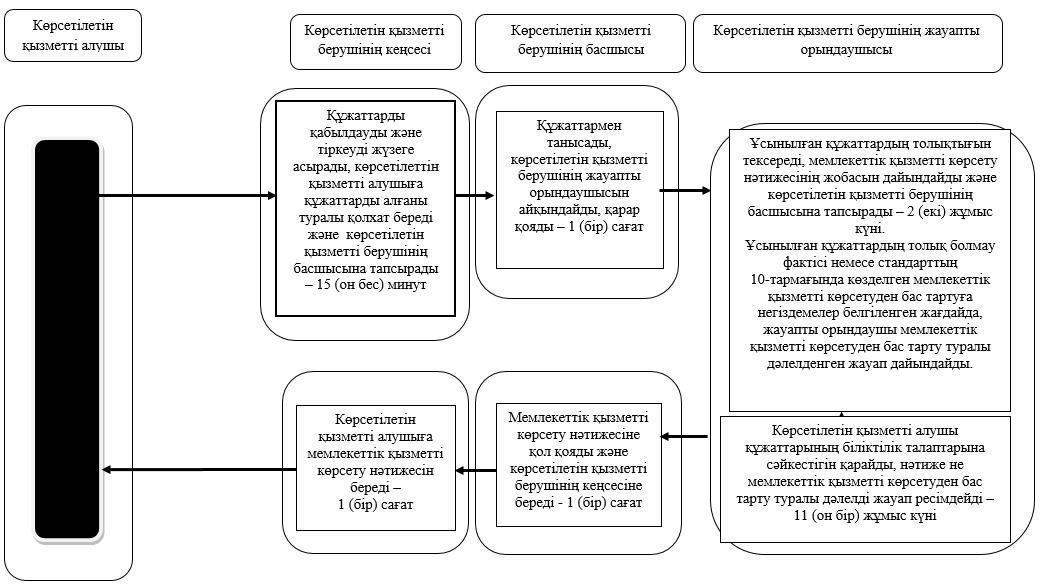 Көрсетілетін
қызметті алушы
Көрсетілетін қызметті
берушінің кеңсесі
Көрсетілетін қызметті
берушінің басшысы
Көрсетілетін қызметті берушінің жауапты
орындаушысы
Құжаттарды
қабылдауды және
тіркеуді жүзеге
асырады, көрсетілеттін
қызметті алушыға
құжаттарды алғаны
туралы қолхат береді
және көрсетілетін
қызметті берушінің
басшысына тапсырады
– 15 (он бес) минут
Құжаттармен
танысады,
көрсетілетін қызметті
берушінің жауапты
орындаушысын
айқындайды, қарар
қояды – 1 (бір) сағат
Ұсынылған құжаттардың толықтығын
тексереді, мемлекеттік қызметті көрсету
нәтижесінің жобасын дайындайды және
көрсетілетін қызметті берушінің
басшысына тапсырады – 2 (екі) жұмыс
күні.
Ұсынылған құжаттардың толық болмау
фактісі немесе стандарттың
10-тармағында көзделген мемлекеттік
қызметті көрсетуден бас тартуға
негіздемелер белгіленген жағдайда,
жауапты орындаушы мемлекеттік
қызметті көрсетуден бас тарту туралы
дәлелденген жауап дайындайды.
Көрсетілетін
қызметті алушыға
мемлекеттік қызметті
көрсету нәтижесін
береді –
1 (бір) сағат
Мемлекеттік қызметті
көрсету нәтижесіне
қол қояды және
көрсетілетін қызметті
берушінің кеңсесіне
береді - 1 (бір) сағат
Көрсетілетін қызметті алушы
құжаттарының біліктілік талаптарына
сәйкестігін қарайды, нәтиже не
мемлекеттік қызметті көрсетуден бас
тарту туралы дәлелді жауап ресімдейді –
11 (он бір) жұмыс күні